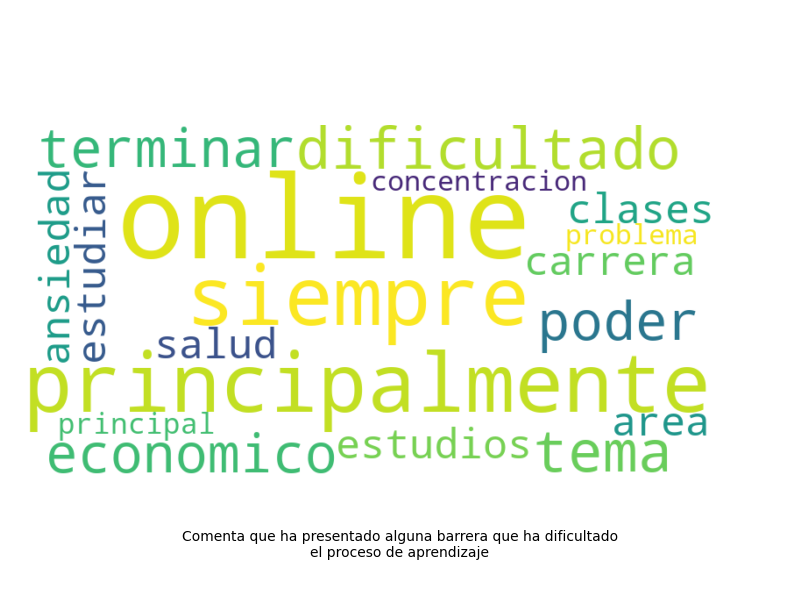 terminar dificultado
concentracion
online clases
problema
ansiedad estudiar carrera
siempre poder
salud
principalmente
principal area
economico estudios tema
Comenta que ha presentado alguna barrera que ha dificultado
el proceso de aprendizaje